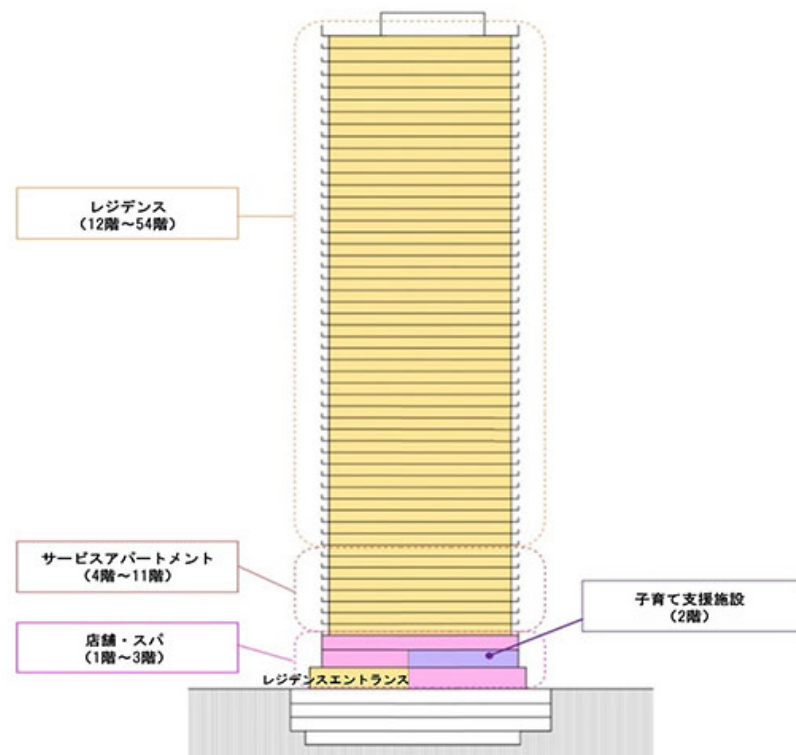 レジデンス
（12階～54階）
サービスアパートメント
（4階～11階）
子育て支援施設
（2階）
店舗・スパ
（1階～3階）
レジデンスエントランス